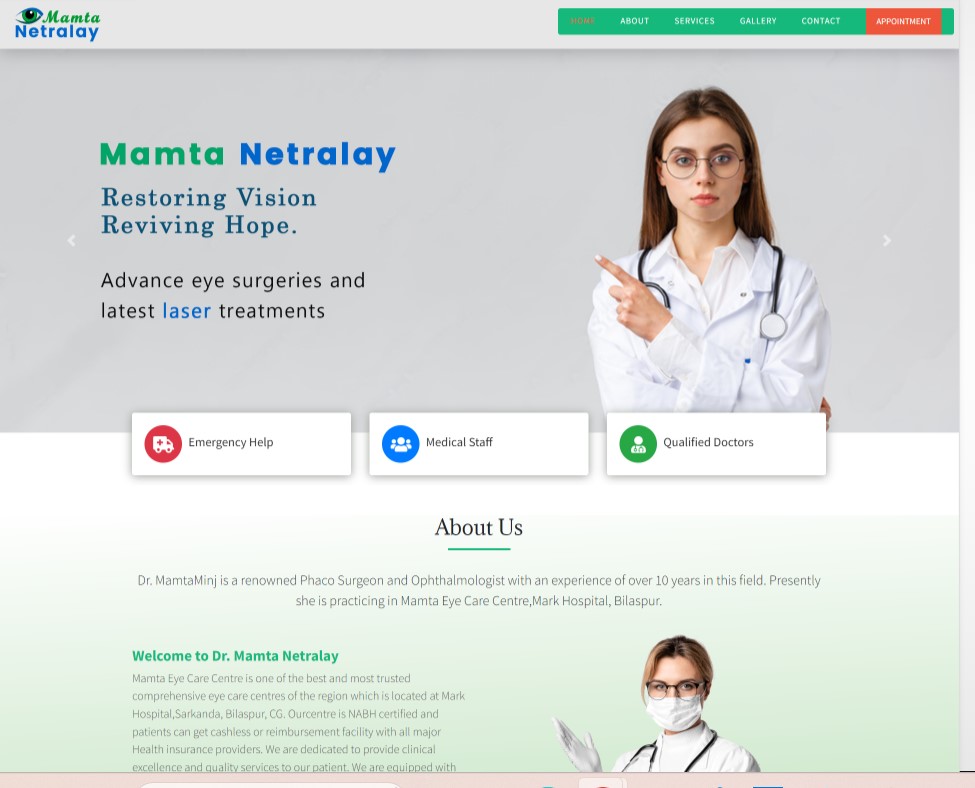 Mamta
Netralay
HOME ABOUT SERVICES GALLERY CONTACT APPOINTMENT
Mamta Netralay
Restoring Vision
Reviving Hope.
Advance eye surgeries and
latest laser treatments
Emergency Help
Medical Staff
Qualified Doctors
About Us
Dr. MamtaMinj is a renowned Phaco Surgeon and Ophthalmologist with an experience of over 10 years in this field. Presently
she is practicing in Mamta Eye Care Centre,Mark Hospital, Bilaspur.
Welcome to Dr. Mamta Netralay
Mamta Eye Care Centre is one of the best and most trusted
comprehensive eye care centres of the region which is located at Mark
Hospital,Sarkanda, Bilaspur, CG. Ourcentre is NABH certified and
patients can get cashless or reimbursement facility with all major
Health insurance providers. We are dedicated to provide clinical
excellence and quality services to our patient. We are equipped with